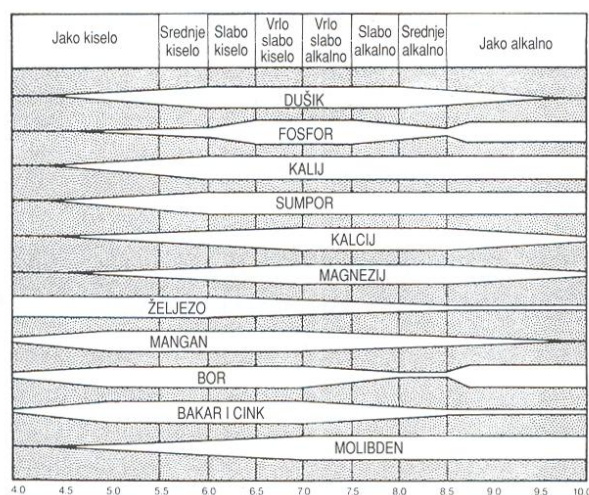 Jako kiselo
Srednje
kiselo
Slabo
kiselo
Vrlo
slabo
kiselo
Vrlo
slabo
alkalno
Slabo
alkalno
Srednje
alkalno
Jako alkalno
DUŠIK
FOSFOR
KALIJ
SUMPOR
KALCIJ
MAGNEZIJ
ŽELJEZO
MANGAN
BOR
BAKAR I CINK
MOLIBDEN
4.0 4.5 5.0 5.5 6.0 6.5 7.0 7.5 8.0 8.5 9.0 9.5 10.0